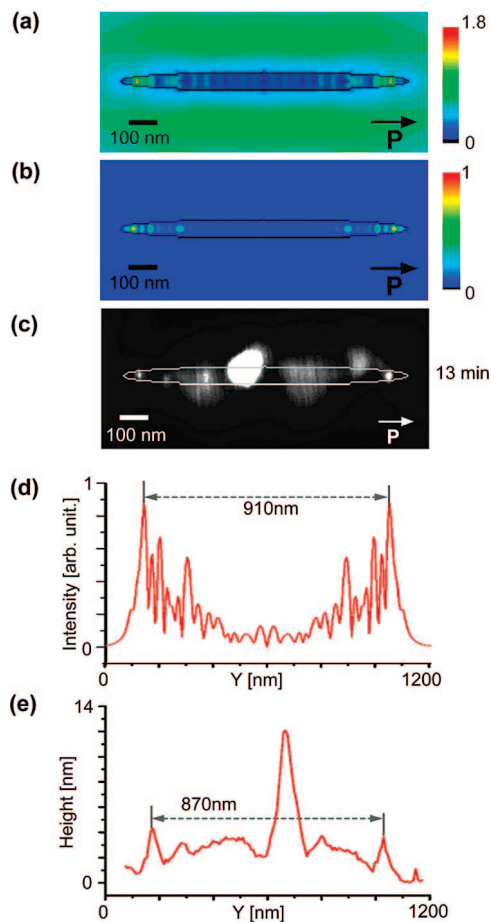 (a)
1.8
100 nm
P
0
(b)
1
100 nm
P
0
(c)
13 min
100 nm
P
(d)
1
910nm
Intensity [arb. unit.]
0
0
Y [nm]
1200
(e)
14
870nm
Height [nm]
0
0
Y [nm]
1200